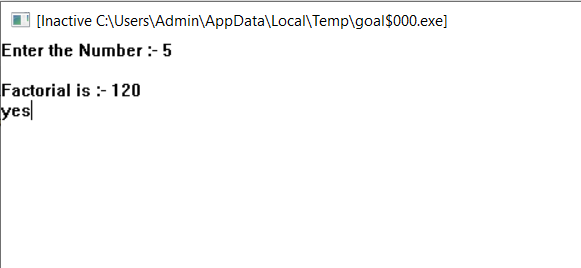 [Inactive C:\Users\Admin\AppData\Local\Temp\goal$000.exe]
Enter the Number :- 5
Factorial is :- 120
yes